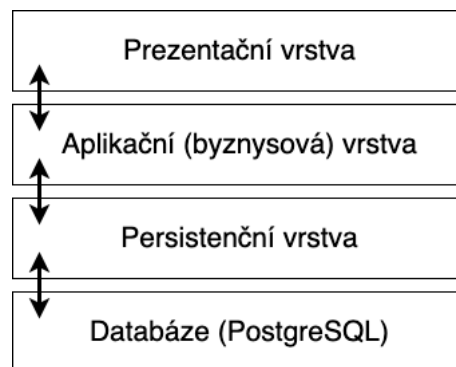 Prezentační vrstva
Aplikační (byznysová) vrstva
Persistenční vrstva
Databáze (PostgreSQL)